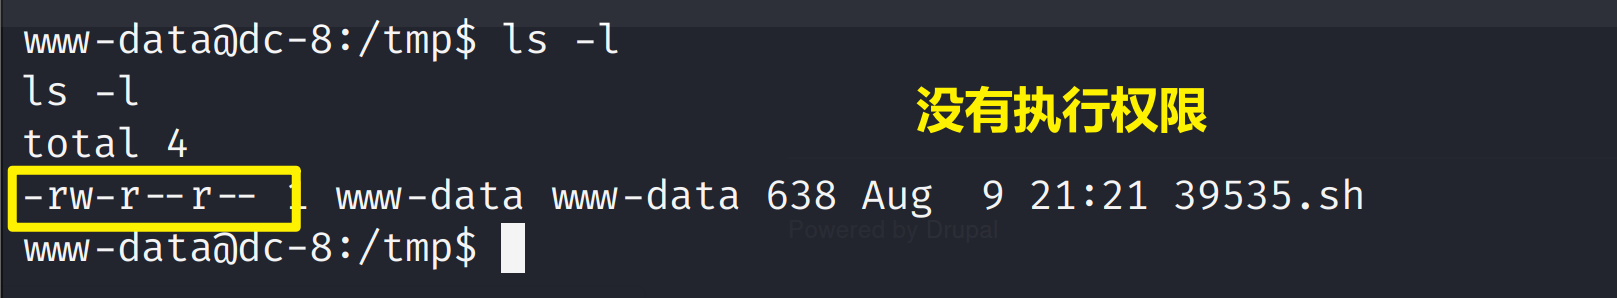 www-data@dc-8:/tmp$ ls -l
ls -l
没有执行权限
total 4
-rw-r--r-- 1 www-data www-data 638 Aug  9 21:21 39535.sh
Powered by Drupal
www-data@dc-8:/tmp$